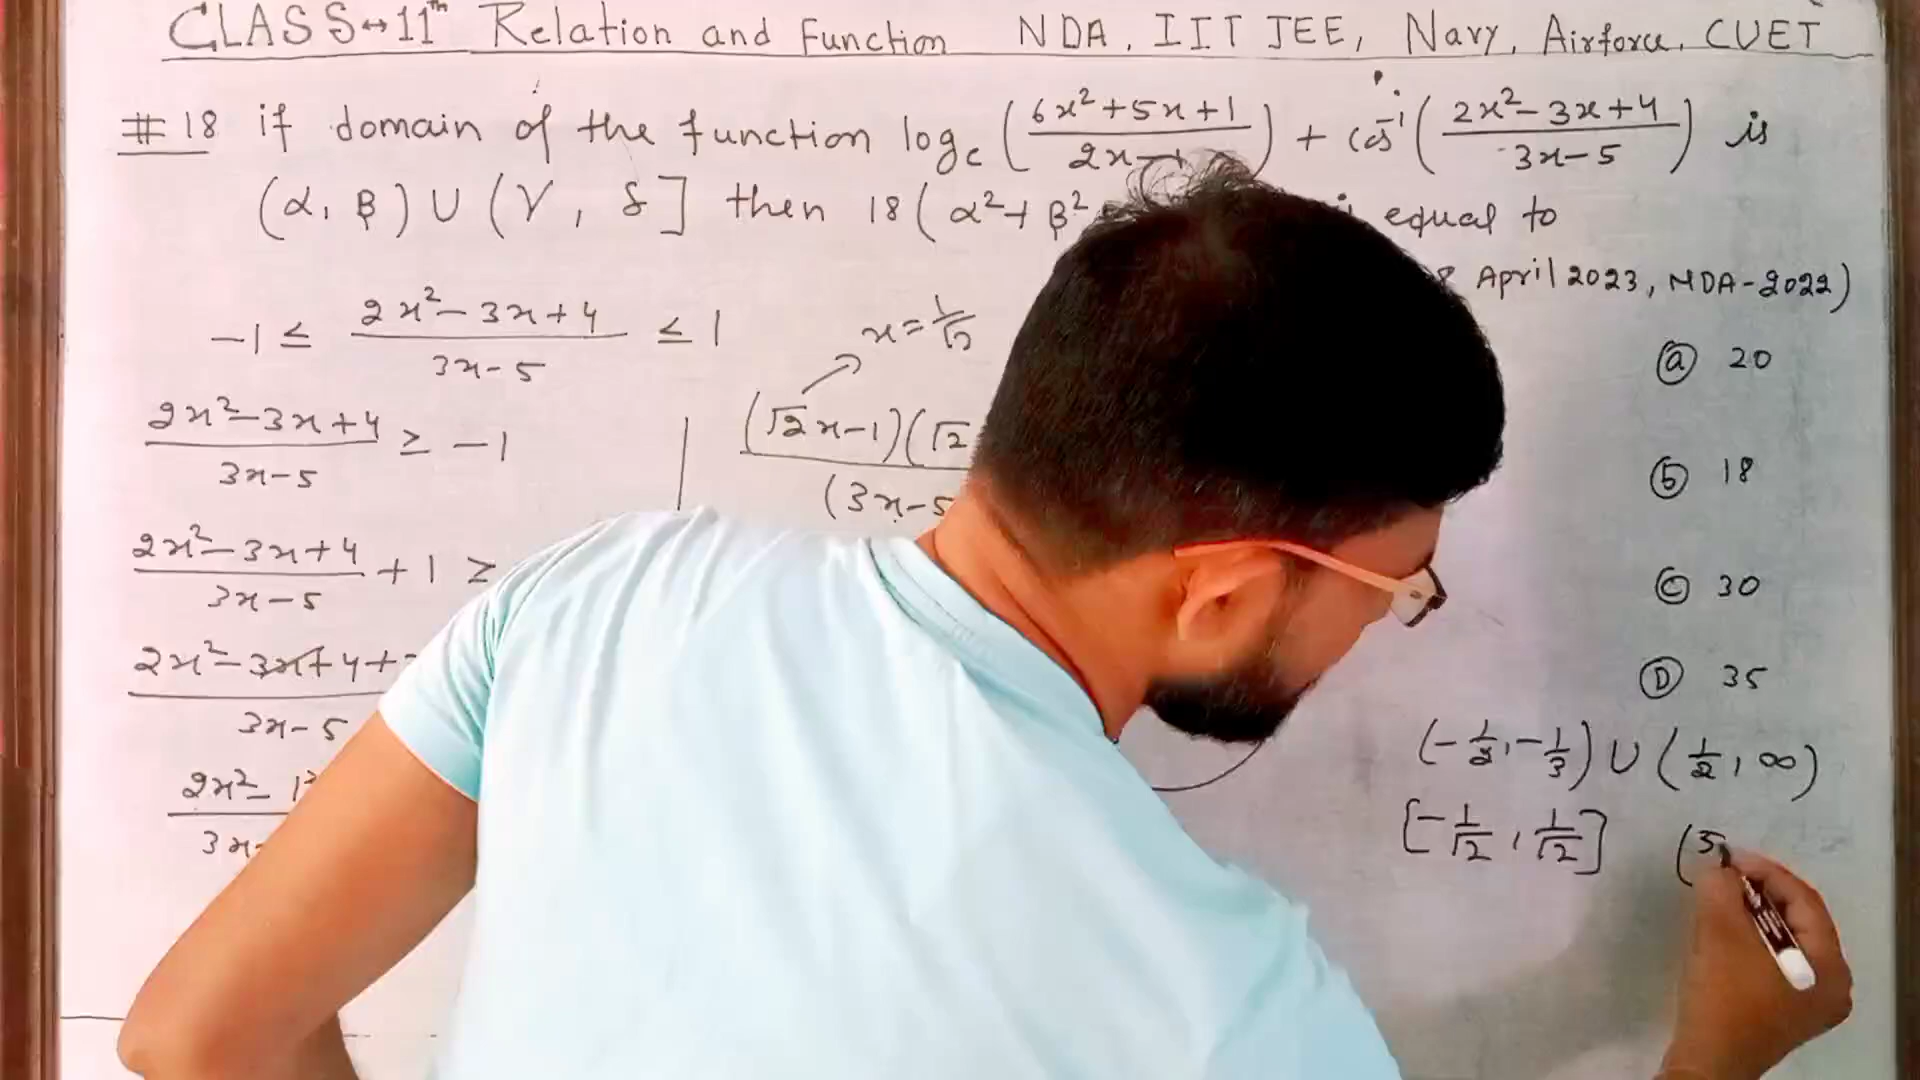 CLASS→11th Relation and Function NDA, IIT JEE, Navy, Airforce, CUET
#18 if domain of the function log_e ((6x²+5x+1)/(2x-1)) + cos⁻¹ ((2x²-3x+4)/(3x-5)) is
(α, β) ∪ (γ, δ] then 18(α²+β² equal to
April 2023, NDA-2022)
-1 ≤ (2x²-3x+4)/(3x-5) ≤ 1
x = 1/√2
(2x²-3x+4)/(3x-5) ≥ -1
(√2x-1)(√2
(3x-5
(2x²-3x+4)/(3x-5) + 1 ≥
2x²-3x+4+
3x-5
2x²-
3x-
ⓐ 20
ⓑ 18
ⓒ 30
Ⓓ 35
(-1/2, -1/3) ∪ (1/2, ∞)
[-1/√2, 1/√2] (5